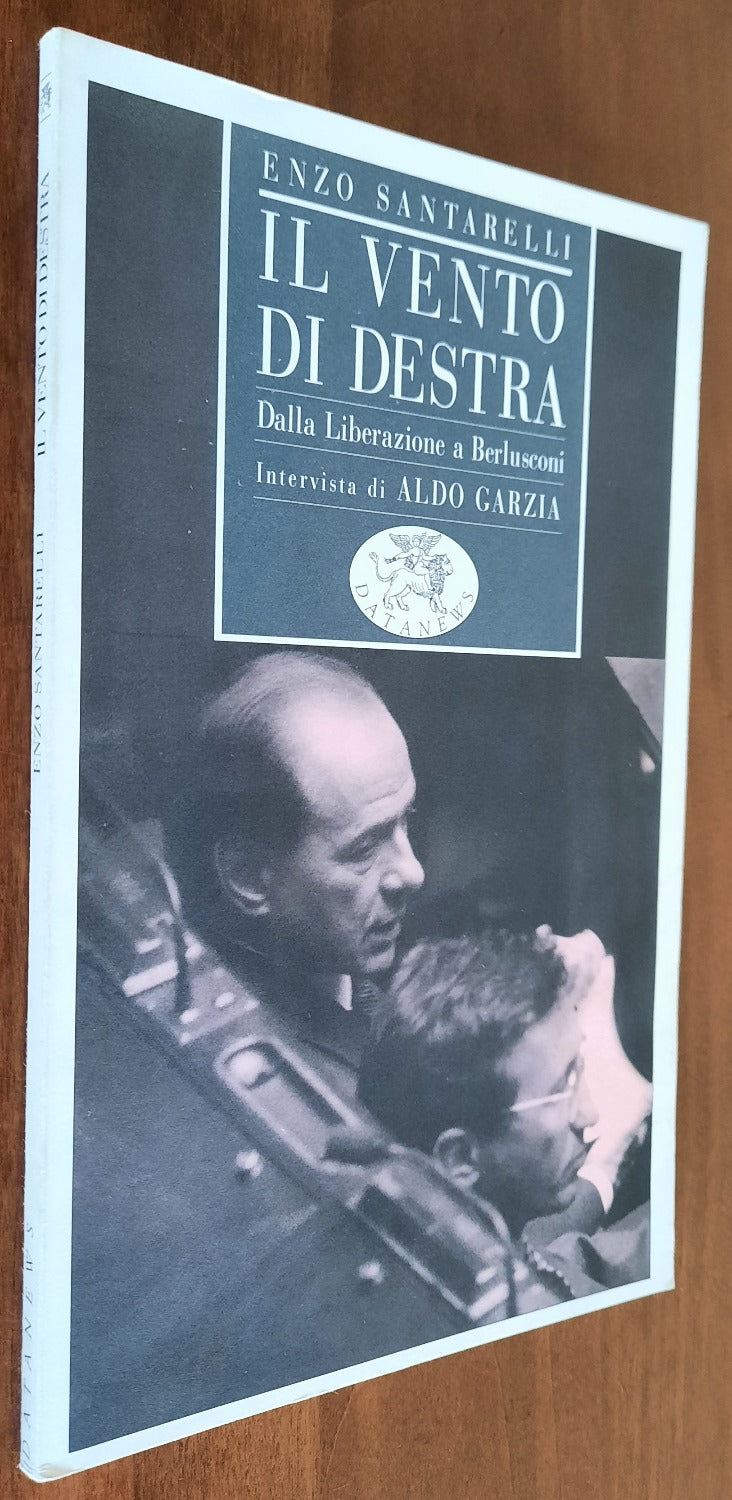 ENZO SANTARELLI
IL VENTO
DI DESTRA
Dalla Liberazione a Berlusconi
Intervista di ALDO GARZIA
DATANEWS
ENZO SANTARELLI IL VENTO DI DESTRA
DATANEWS